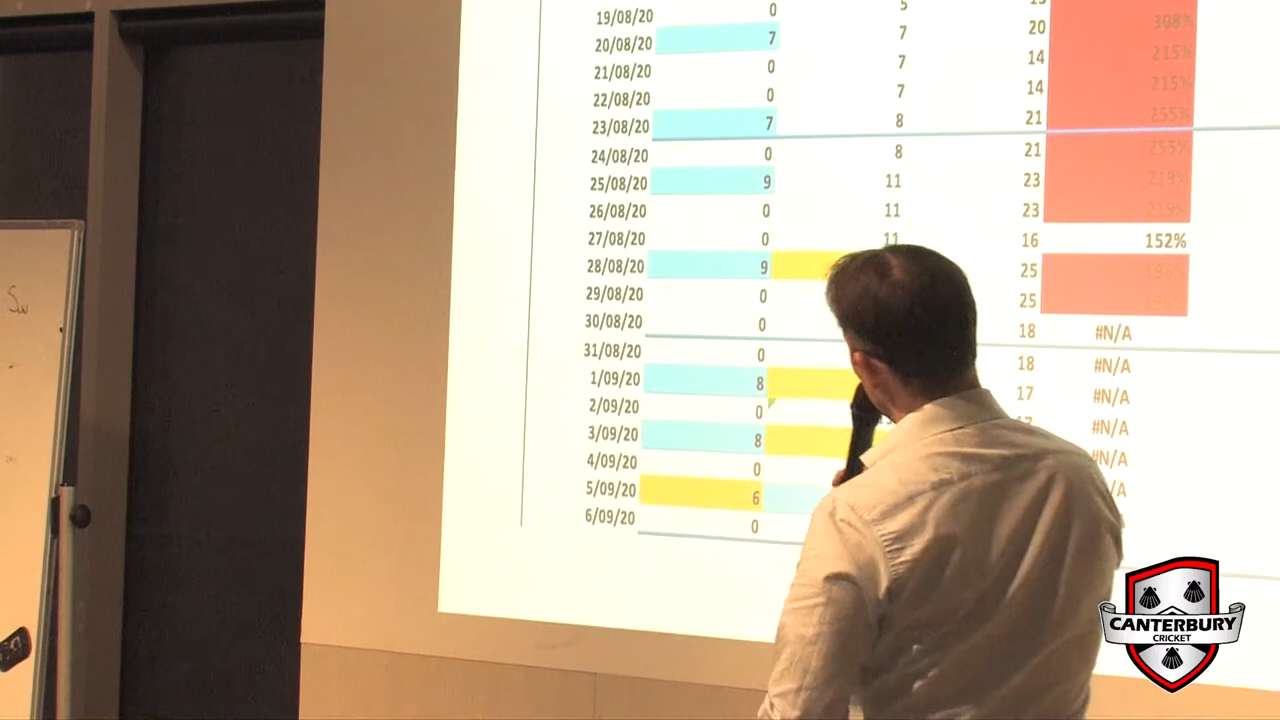 19/08/20 0 5
20/08/20 7 7 20 308%
21/08/20 0 7 14 215%
22/08/20 0 7 14 215%
23/08/20 7 8 21 255%
24/08/20 0 8 21 255%
25/08/20 9 11 23 219%
26/08/20 0 11 23 219%
27/08/20 0 11 16 152%
28/08/20 9 25 196%
29/08/20 0 25 196%
30/08/20 0 18 #N/A
31/08/20 0 18 #N/A
1/09/20 8 17 #N/A
2/09/20 0 #N/A
3/09/20 8 #N/A
4/09/20 0
5/09/20 6
6/09/20 0
Sw
CANTERBURY
CRICKET